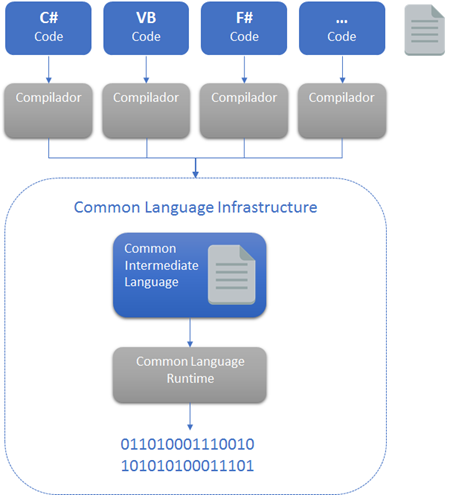 C# VB F# ...
Code Code Code Code
Compilador Compilador Compilador Compilador
Common Language Infrastructure
Common
Intermediate
Language
Common Language
Runtime
011010001110010
101010100011101